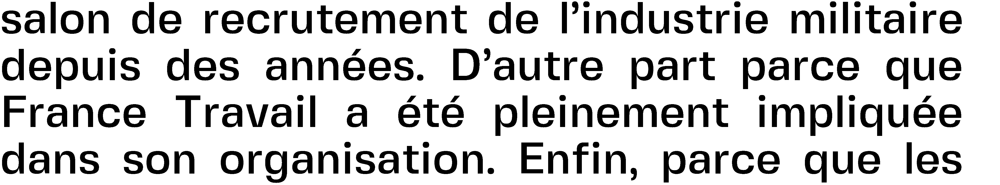 salon de recrutement de l’industrie militaire
depuis des années. D’autre part parce que
France Travail a été pleinement impliquée
dans son organisation. Enfin, parce que les